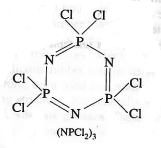 Cl Cl
P
N N
Cl Cl
P P
Cl Cl
N
(NPCl₂)₃